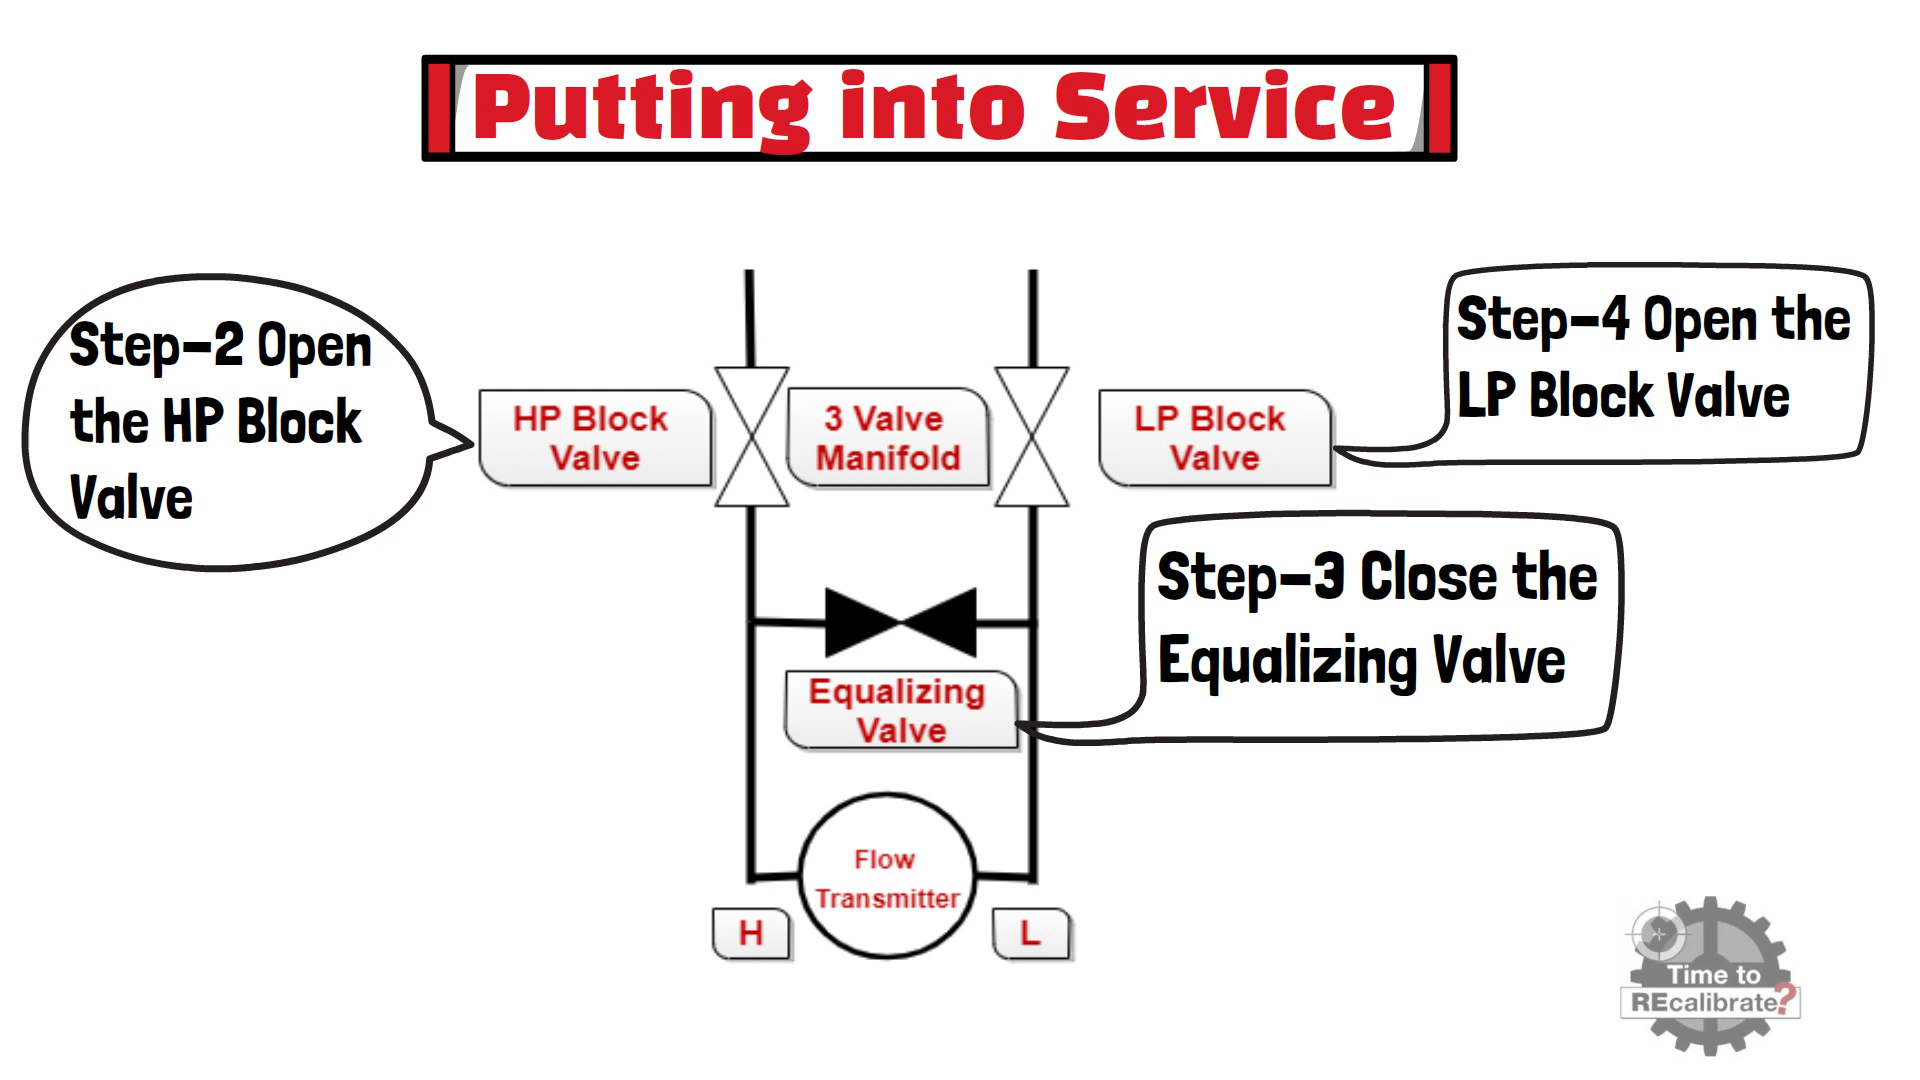 Putting into Service
Step-2 Open
the HP Block
Valve
HP Block
Valve
3 Valve
Manifold
LP Block
Valve
Step-4 Open the
LP Block Valve
Step-3 Close the
Equalizing Valve
Equalizing
Valve
Flow
Transmitter
H
L
Time to
REcalibrate?